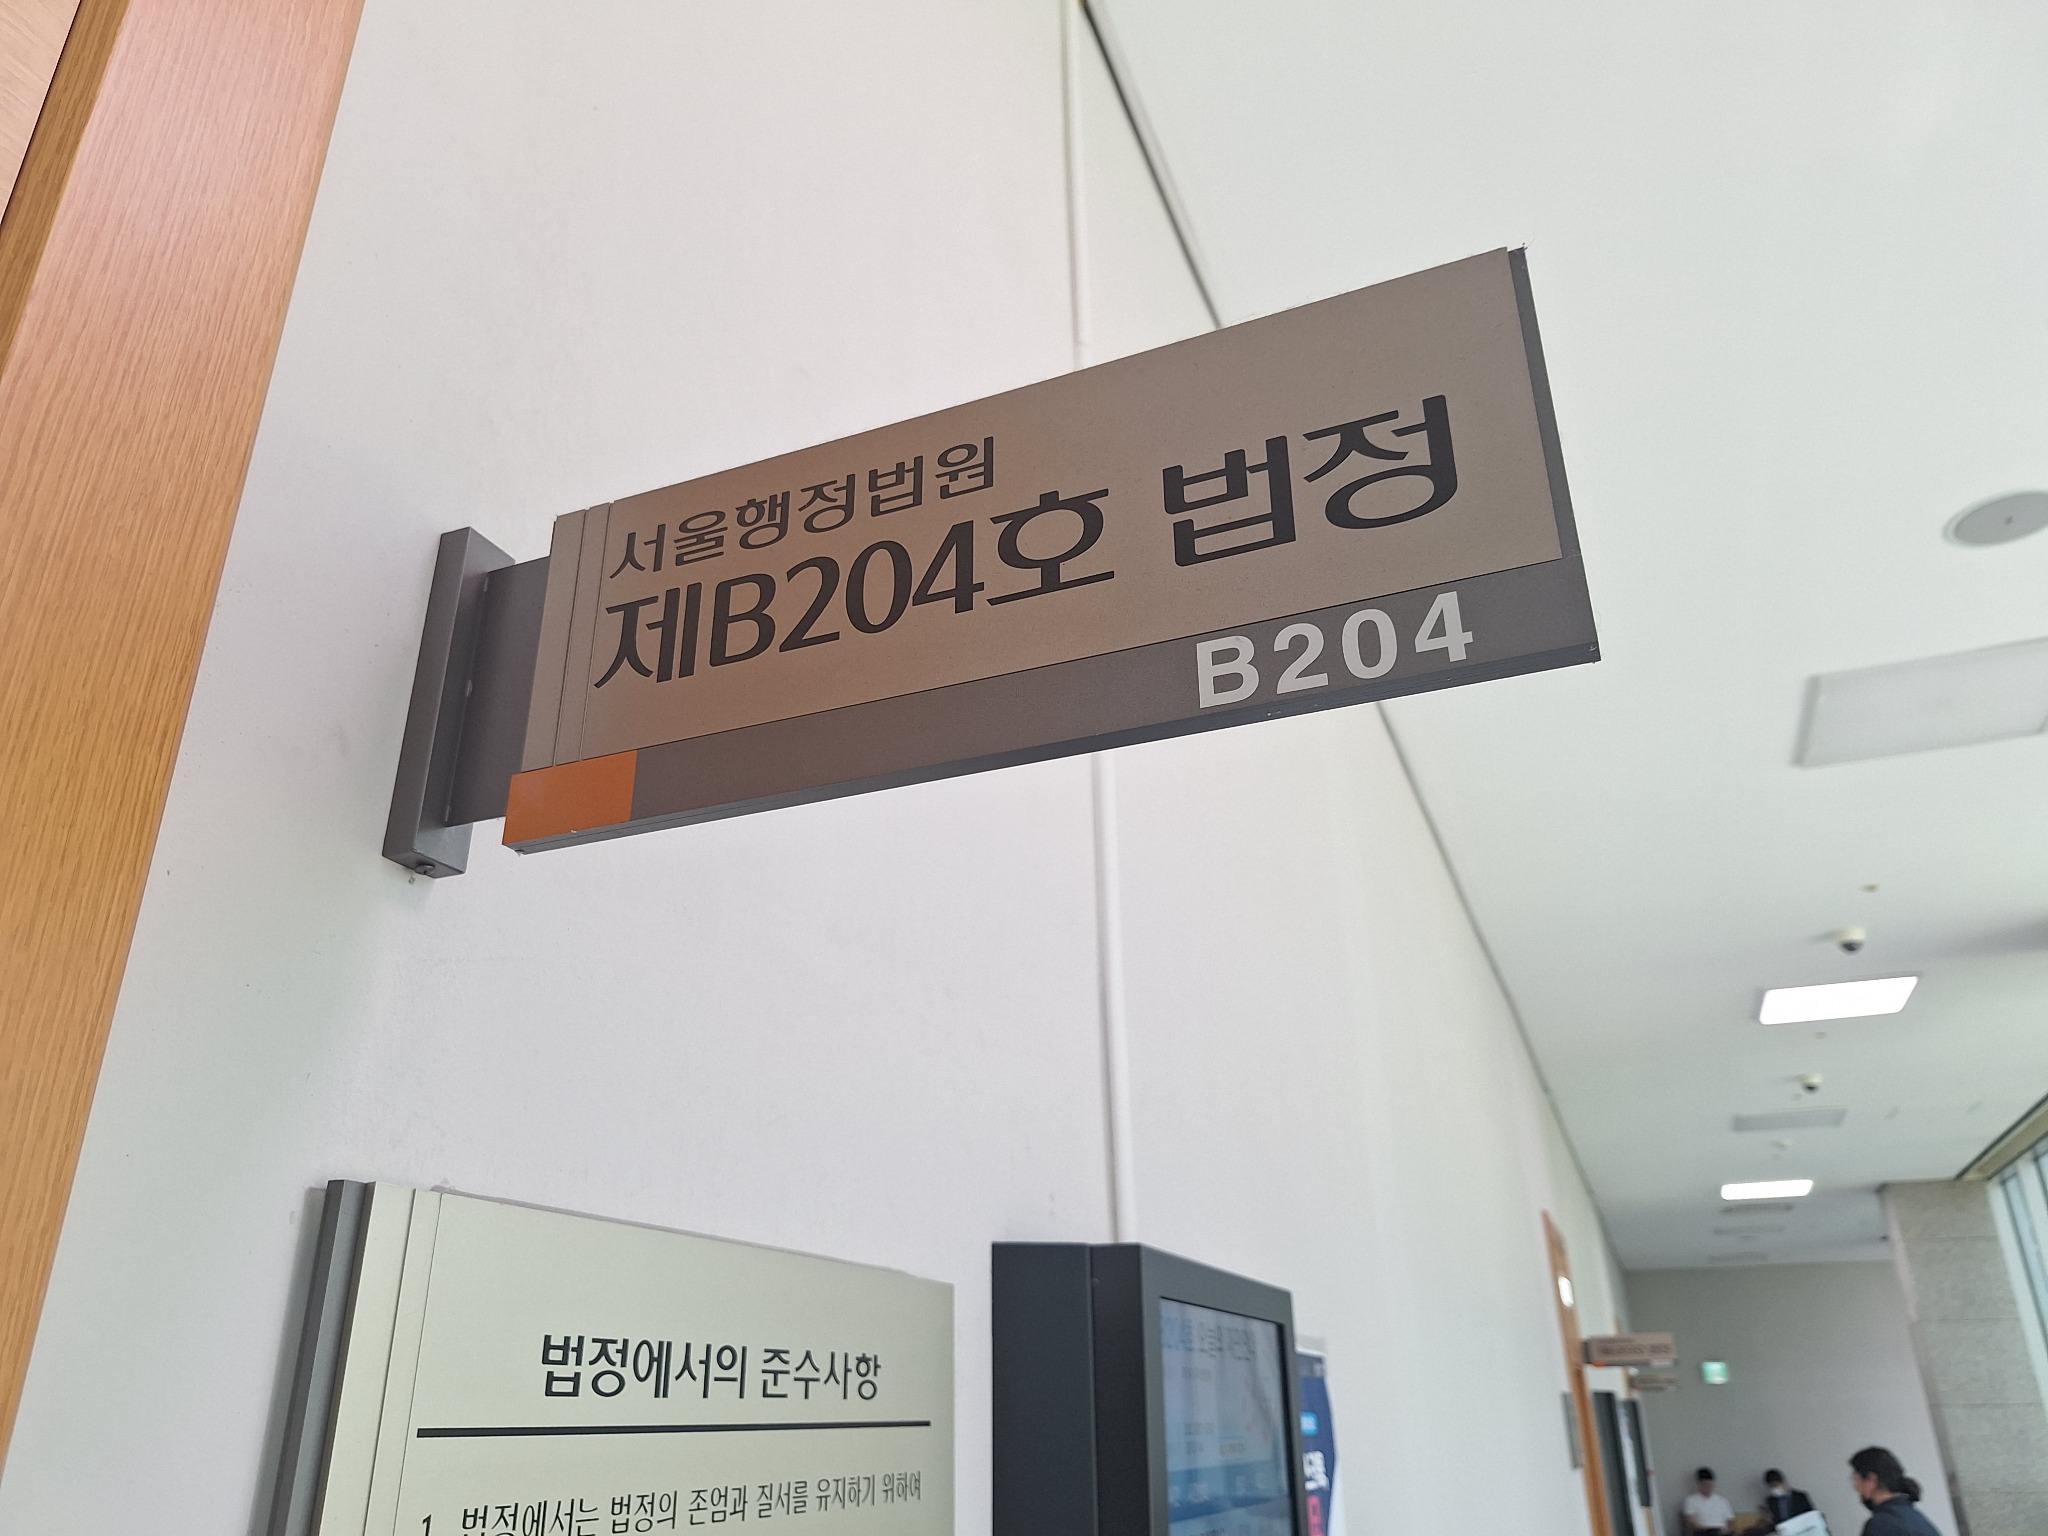 서울행정법원
제B204호 법정
B204
법정에서의 준수사항
1. 법정에서는 법정의 존엄과 질서를 유지하기 위하여